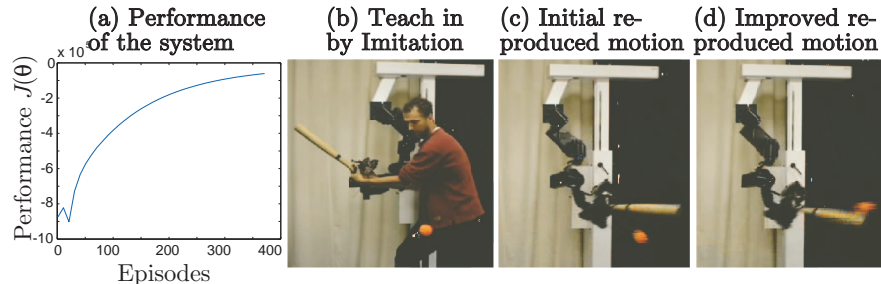 (a) Performance
of the system
(b) Teach in
by Imitation
(c) Initial re-
produced motion
(d) Improved re-
produced motion
x 10
0
-2
-4
-6
-8
-10
Performance J(θ)
0
100
200
300
400
Episodes